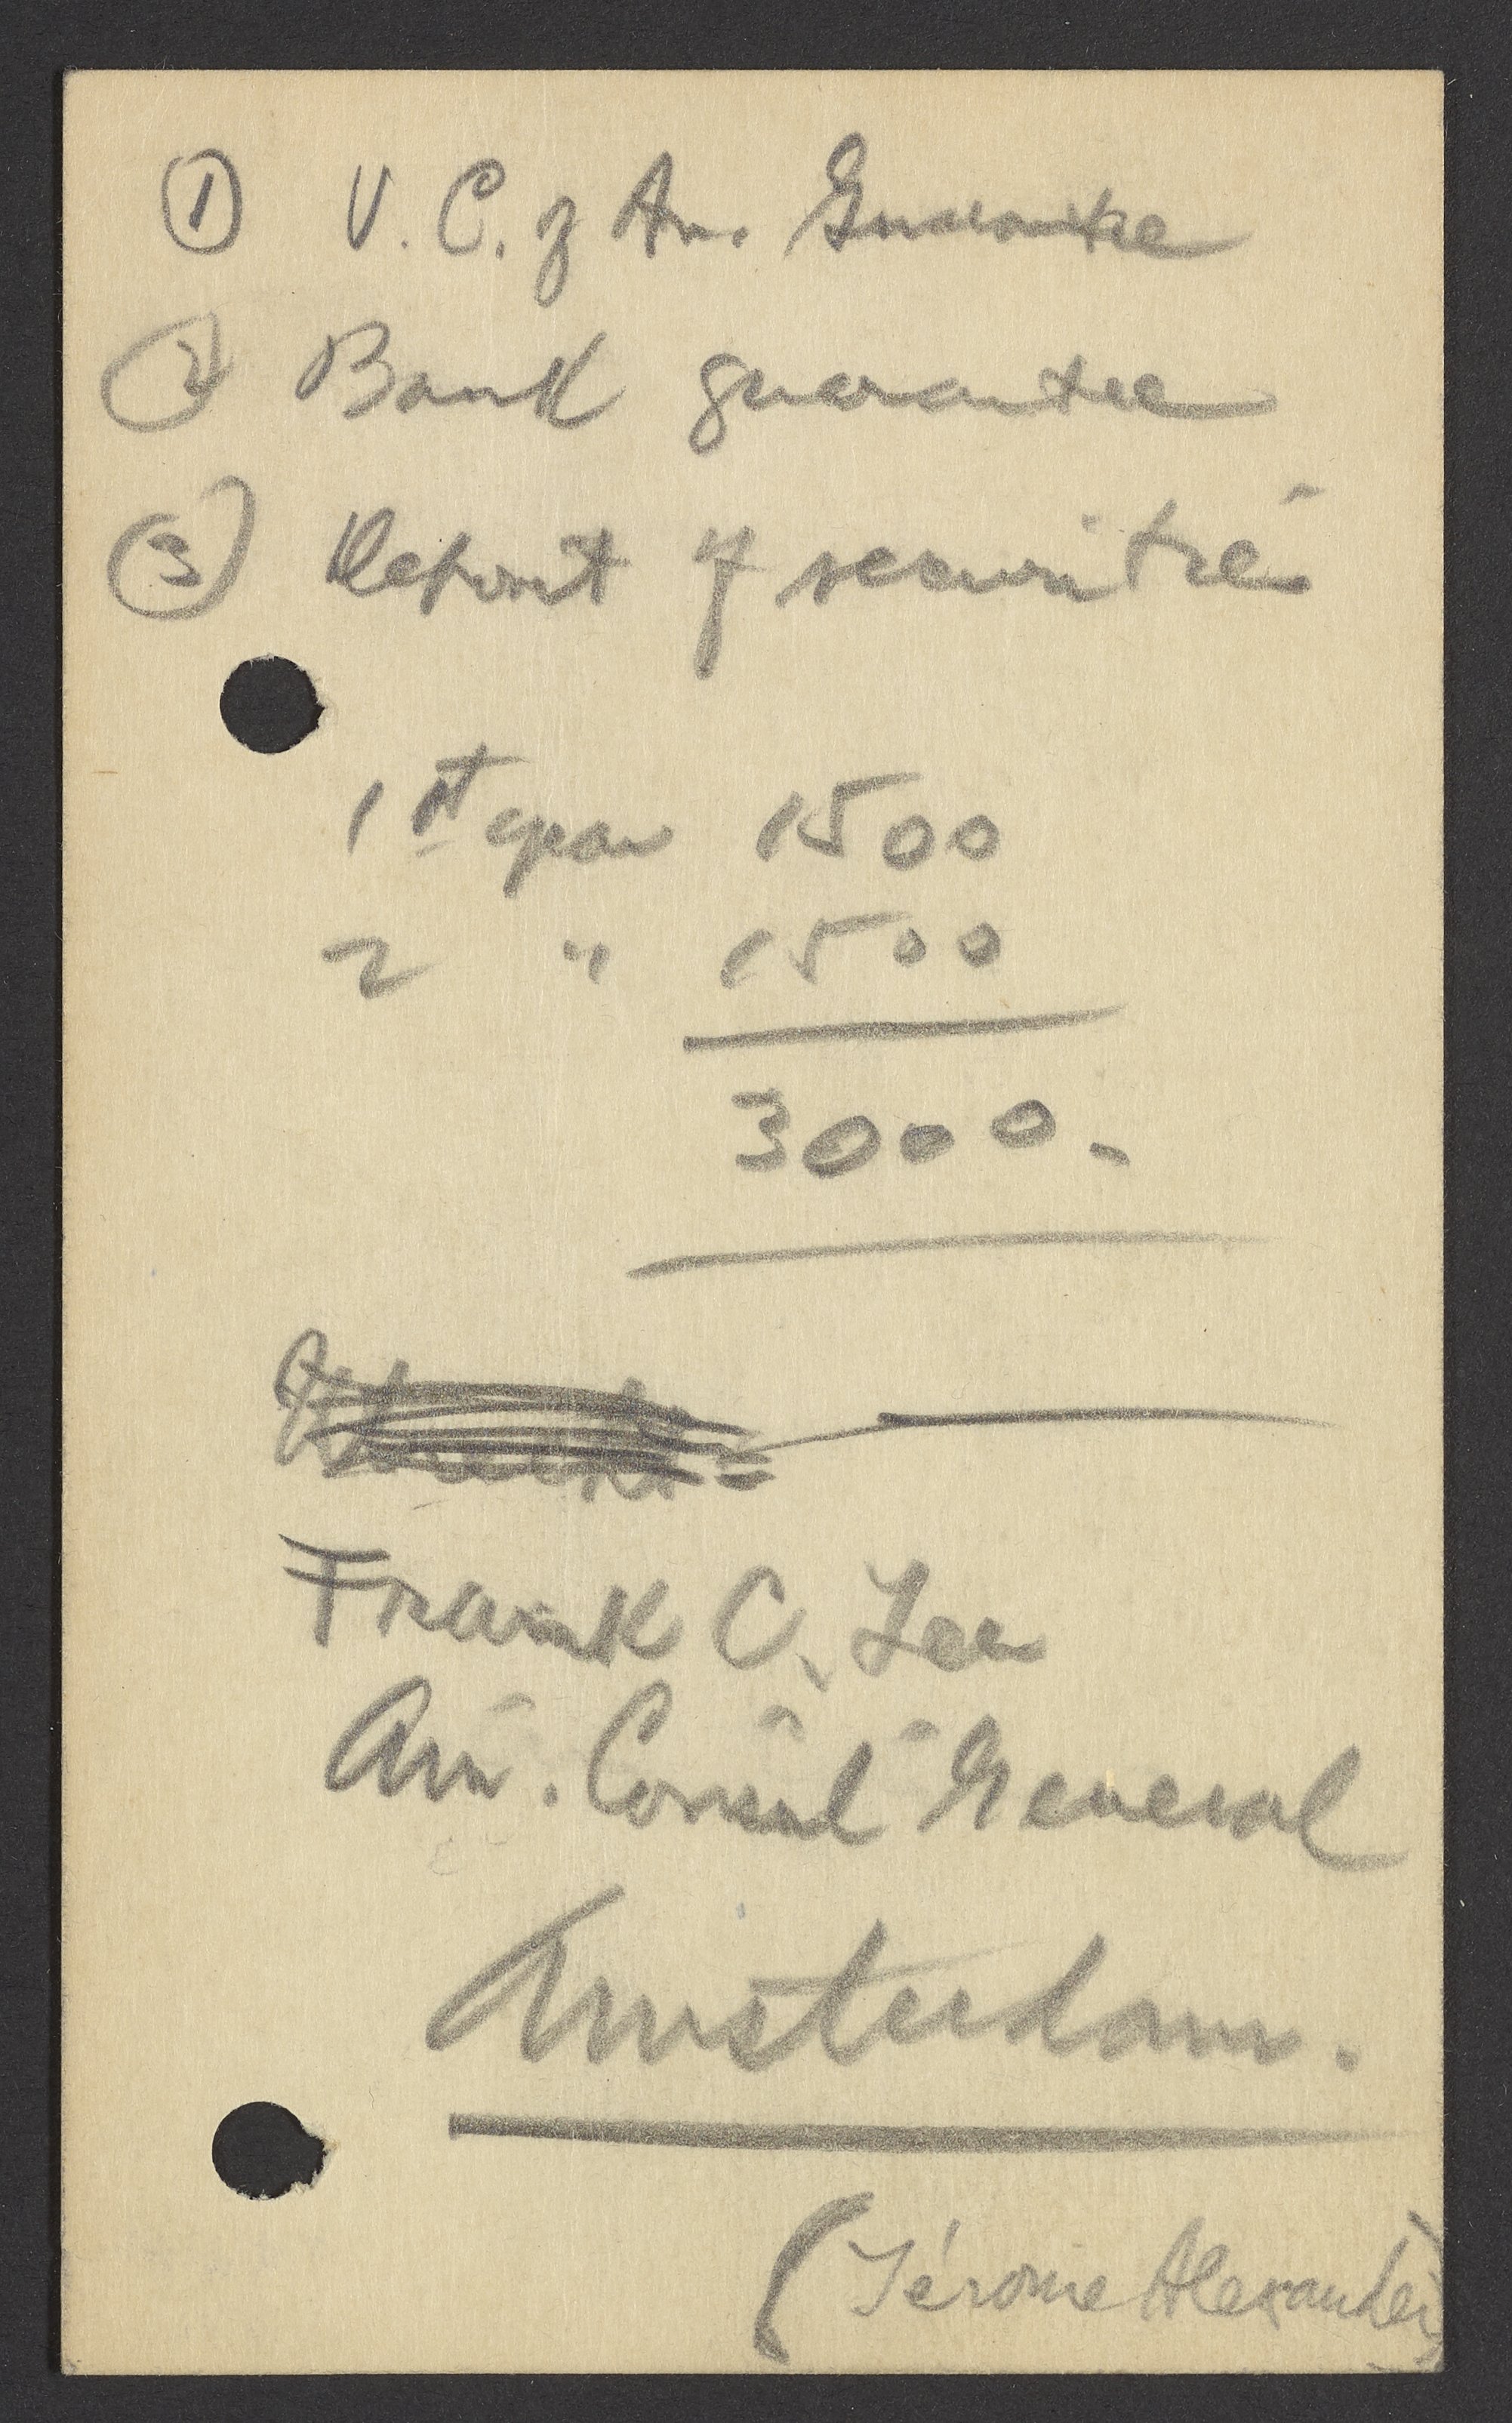 ① V. C. of Am. Guarantee
② Bank guarantee
③ Deposit of securities
1st year 1500
2 " 1500
3000.-
Frank C. Lee
Am. Consul General
Amsterdam.
(Jérome Alexander)